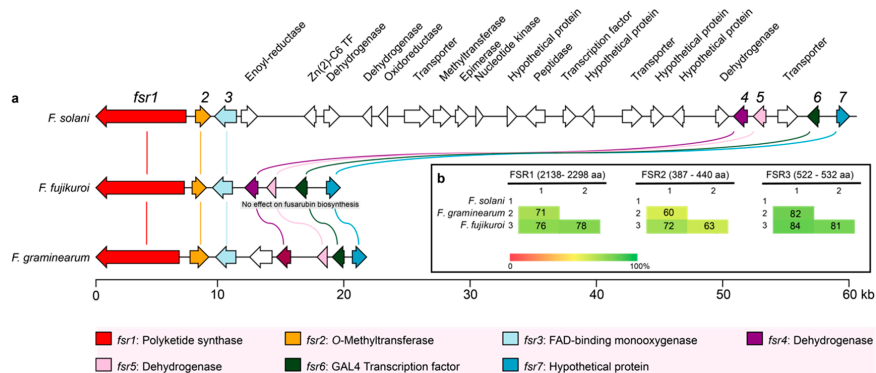 Enoyl-reductase
Zn(2)-C6 TF
Dehydrogenase
Dehydrogenase
Oxidoreductase
Transporter
Methyltransferase
Epimerase
Nucleotide kinase
Hypothetical protein
Peptidase
Transcription factor
Hypothetical protein
Transporter
Hypothetical protein
Hypothetical protein
Dehydrogenase
Transporter
a
fsr1 2 3 4 5 6 7
F. solani
F. fujikuroi
No effect on fusarubin biosynthesis
F. graminearum
b
FSR1 (2138- 2298 aa) FSR2 (387 - 440 aa) FSR3 (522 - 532 aa)
1 2 1 2 1 2
F. solani 1 1 1
F. graminearum 2 71 2 60 2 82
F. fujikuroi 3 76 78 3 72 63 3 84 81
0 100%
0 10 20 30 40 50 60 kb
fsr1: Polyketide synthase fsr2: O-Methyltransferase fsr3: FAD-binding monooxygenase fsr4: Dehydrogenase
fsr5: Dehydrogenase fsr6: GAL4 Transcription factor fsr7: Hypothetical protein